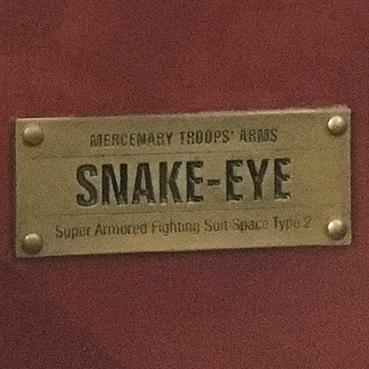 MERCENARY TROOPS' ARMS
SNAKE-EYE
Super Armored Fighting Suit Space Type 2